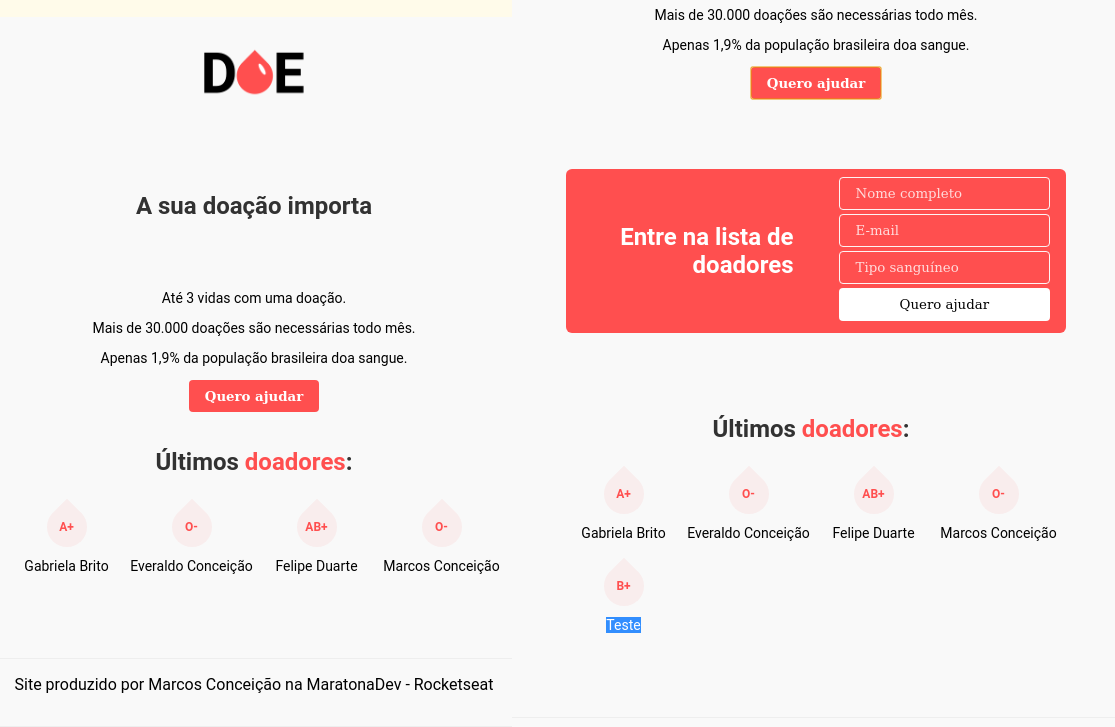 DOE
A sua doação importa
Até 3 vidas com uma doação.
Mais de 30.000 doações são necessárias todo mês.
Apenas 1,9% da população brasileira doa sangue.
Quero ajudar
Últimos doadores:
A+ O- AB+ O-
Gabriela Brito Everaldo Conceição Felipe Duarte Marcos Conceição
Site produzido por Marcos Conceição na MaratonaDev - Rocketseat
Mais de 30.000 doações são necessárias todo mês.
Apenas 1,9% da população brasileira doa sangue.
Quero ajudar
Entre na lista de
doadores
Nome completo
E-mail
Tipo sanguíneo
Quero ajudar
Últimos doadores:
A+ O- AB+ O-
Gabriela Brito Everaldo Conceição Felipe Duarte Marcos Conceição
B+
Teste